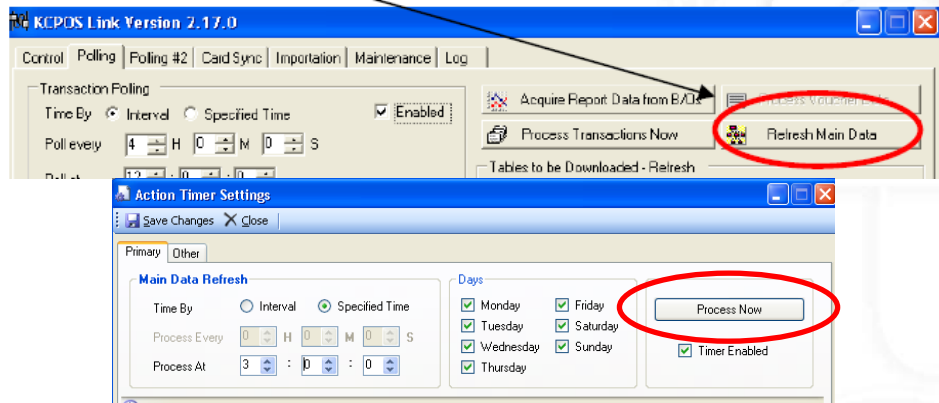 KCPOS Link Version 2.17.0
Control Polling Polling #2 Card Sync Importation Maintenance Log
Transaction Polling
Time By Interval Specified Time Enabled
Poll every 4 H 0 M 0 S
Acquire Report Data from B/Os Process Voucher Data
Process Transactions Now Refresh Main Data
Tables to be Downloaded - Refresh
Action Timer Settings
Save Changes Close
Primary Other
Main Data Refresh
Time By Interval Specified Time
Process Every 0 H 0 M 0 S
Process At 3 : 0 : 0
Days
Monday Friday
Tuesday Saturday
Wednesday Sunday
Thursday
Process Now
Timer Enabled